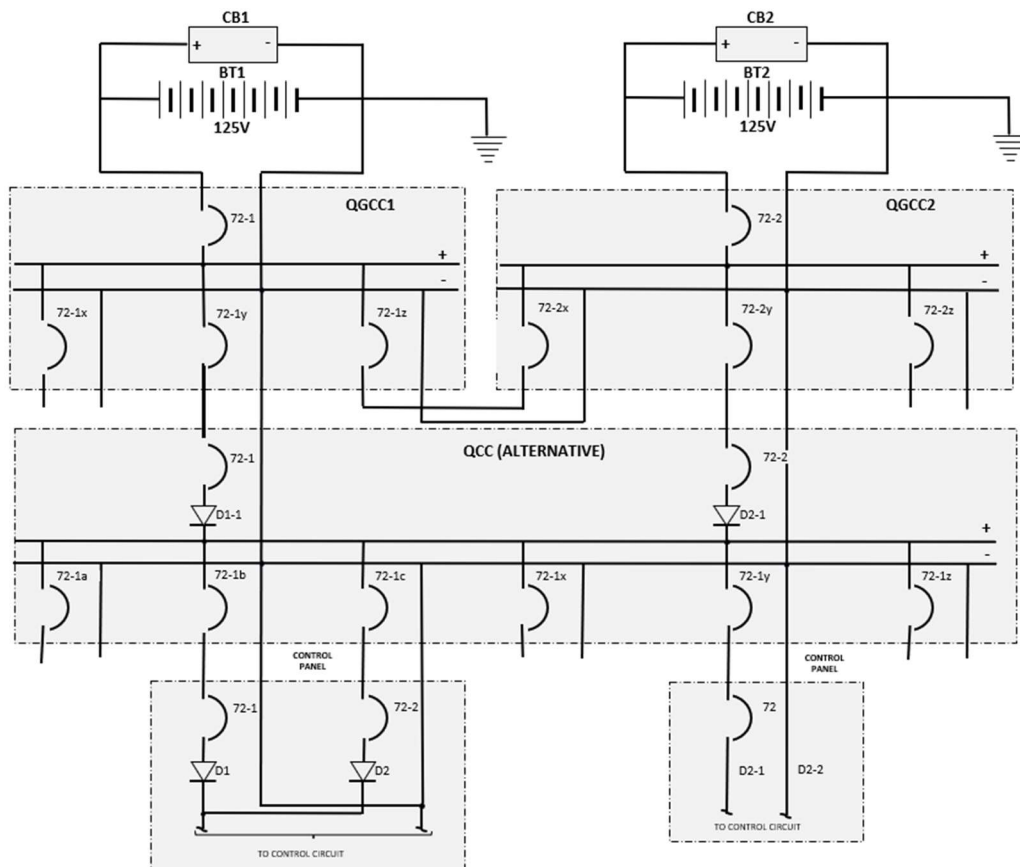 CB1
CB2
+ -
+ -
BT1
BT2
125V
125V
QGCC1
QGCC2
72-1
72-2
+
+
-
-
72-1x
72-1y
72-1z
72-2x
72-2y
72-2z
QCC (ALTERNATIVE)
72-1
72-2
D1-1
D2-1
+
-
72-1a
72-1b
72-1c
72-1x
72-1y
72-1z
CONTROL
PANEL
CONTROL
PANEL
72-1
72-2
72
D1
D2
D2-1
D2-2
TO CONTROL CIRCUIT
TO CONTROL CIRCUIT